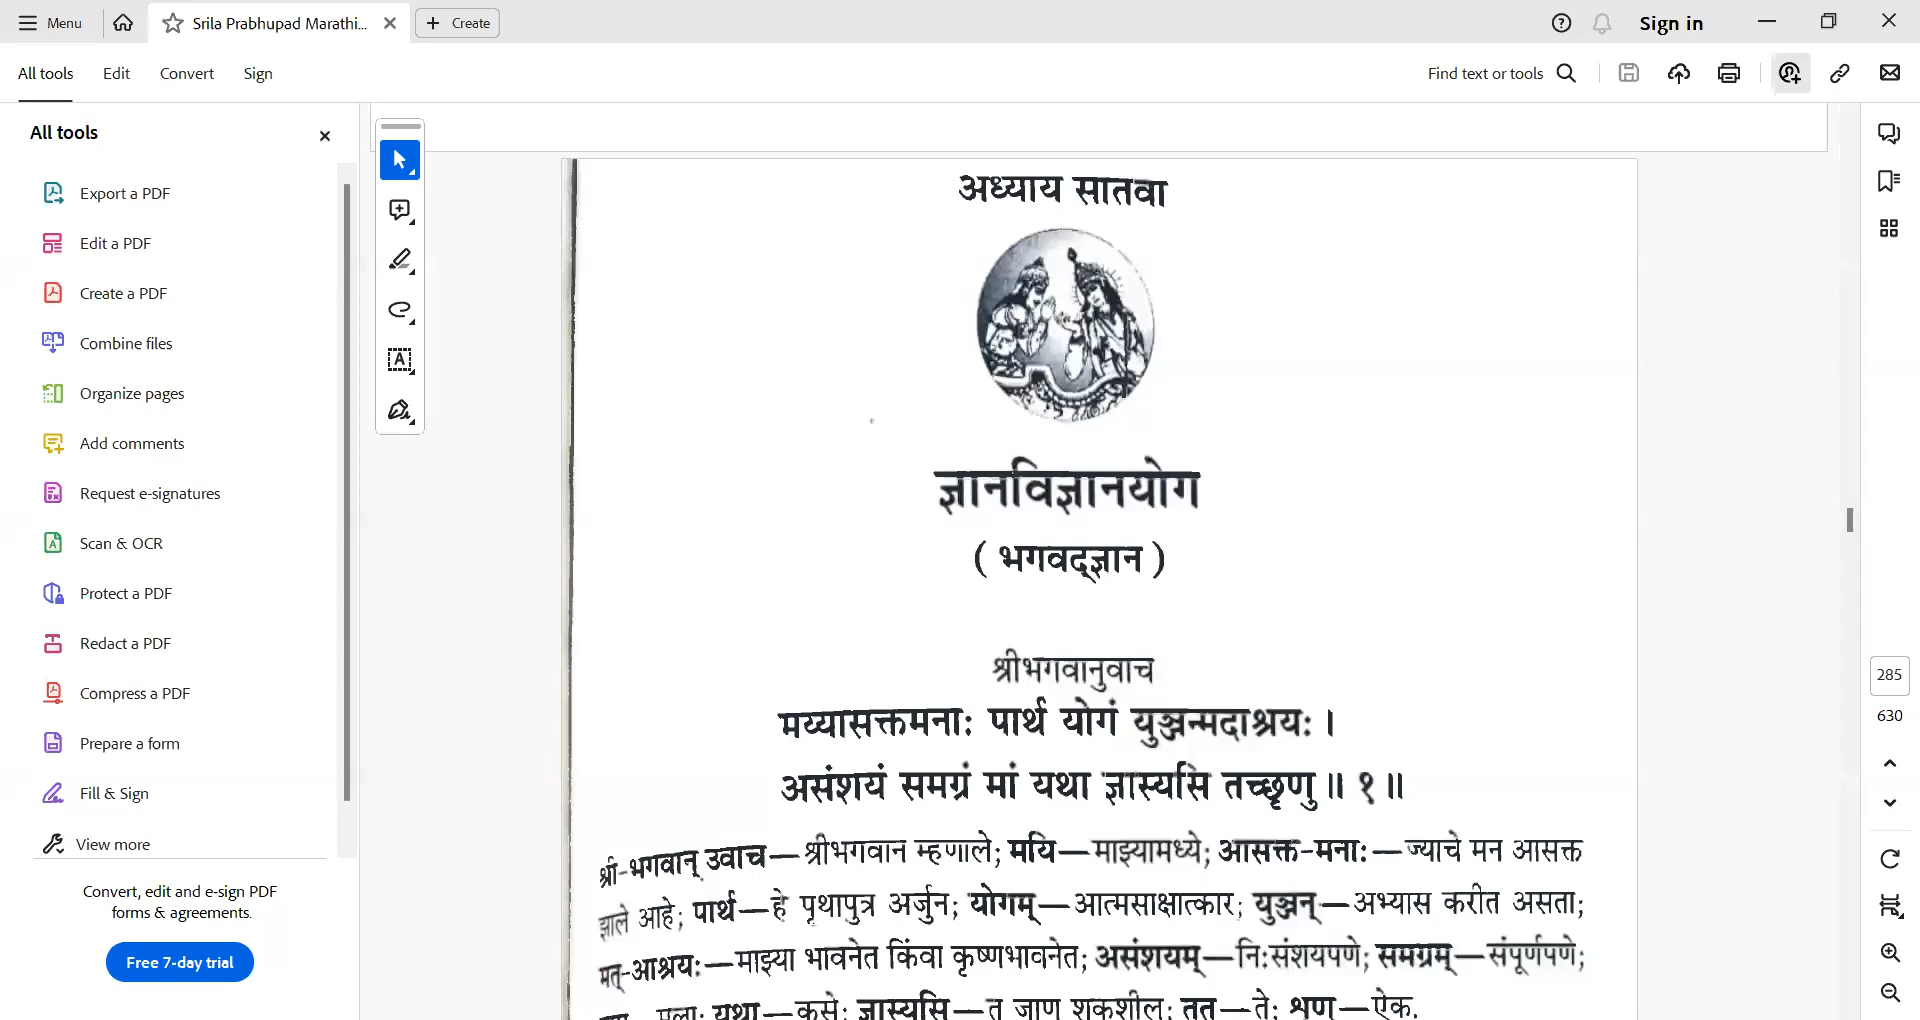 Menu
Srila Prabhupad Marathi...
Create
Sign in
All tools
Edit
Convert
Sign
Find text or tools
All tools
Export a PDF
Edit a PDF
Create a PDF
Combine files
Organize pages
Add comments
Request e-signatures
Scan & OCR
Protect a PDF
Redact a PDF
Compress a PDF
Prepare a form
Fill & Sign
View more
Convert, edit and e-sign PDF
forms & agreements.
Free 7-day trial
अध्याय सातवा
ज्ञानविज्ञानयोग
( भगवद्ज्ञान )
श्रीभगवानुवाच
मय्यासक्तमनाः पार्थ योगं युञ्जन्मदाश्रयः ।
असंशयं समग्रं मां यथा ज्ञास्यसि तच्छृणु ॥ १ ॥
श्री-भगवान् उवाच—श्रीभगवान म्हणाले; मयि—माझ्यामध्ये; आसक्त-मनाः—ज्याचे मन आसक्त
झाले आहे; पार्थ—हे पृथापुत्र अर्जुन; योगम्—आत्मसाक्षात्कार; युञ्जन्—अभ्यास करीत असता;
मत्-आश्रयः—माझ्या भावनेत किंवा कृष्णभावनेत; असंशयम्—निःसंशयपणे; समग्रम्—संपूर्णपणे;
मला; यथा—कसे; ज्ञास्यसि—तू जाणू शकशील; तत्—ते; शृणु—ऐक.
285
630